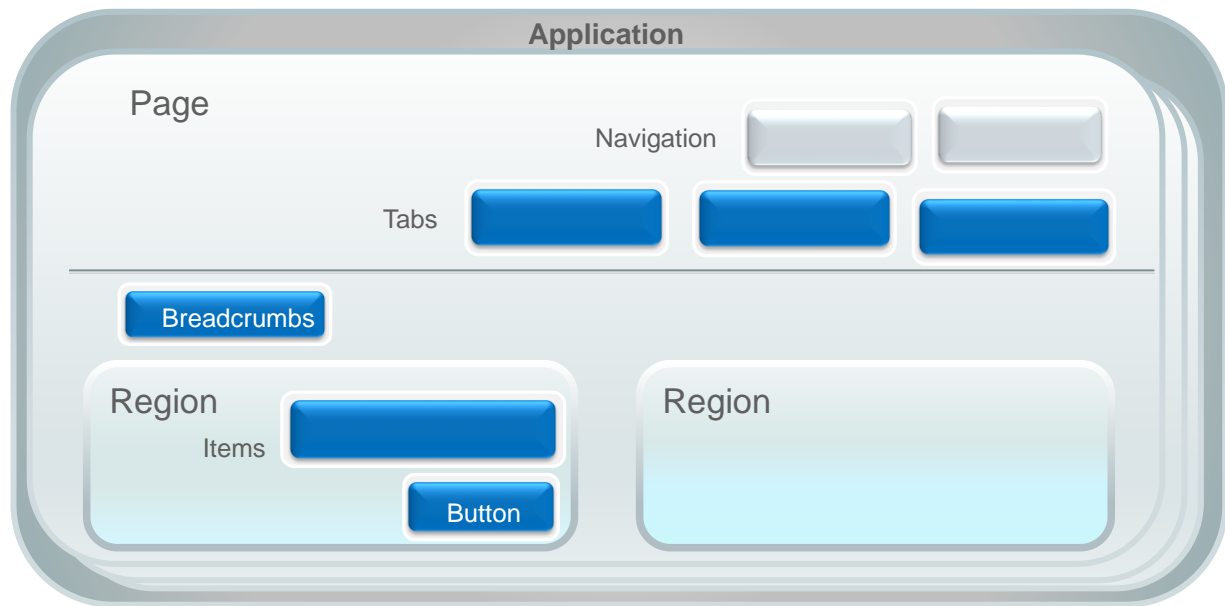 Application
Page
Navigation
Tabs
Breadcrumbs
Region
Items
Button
Region